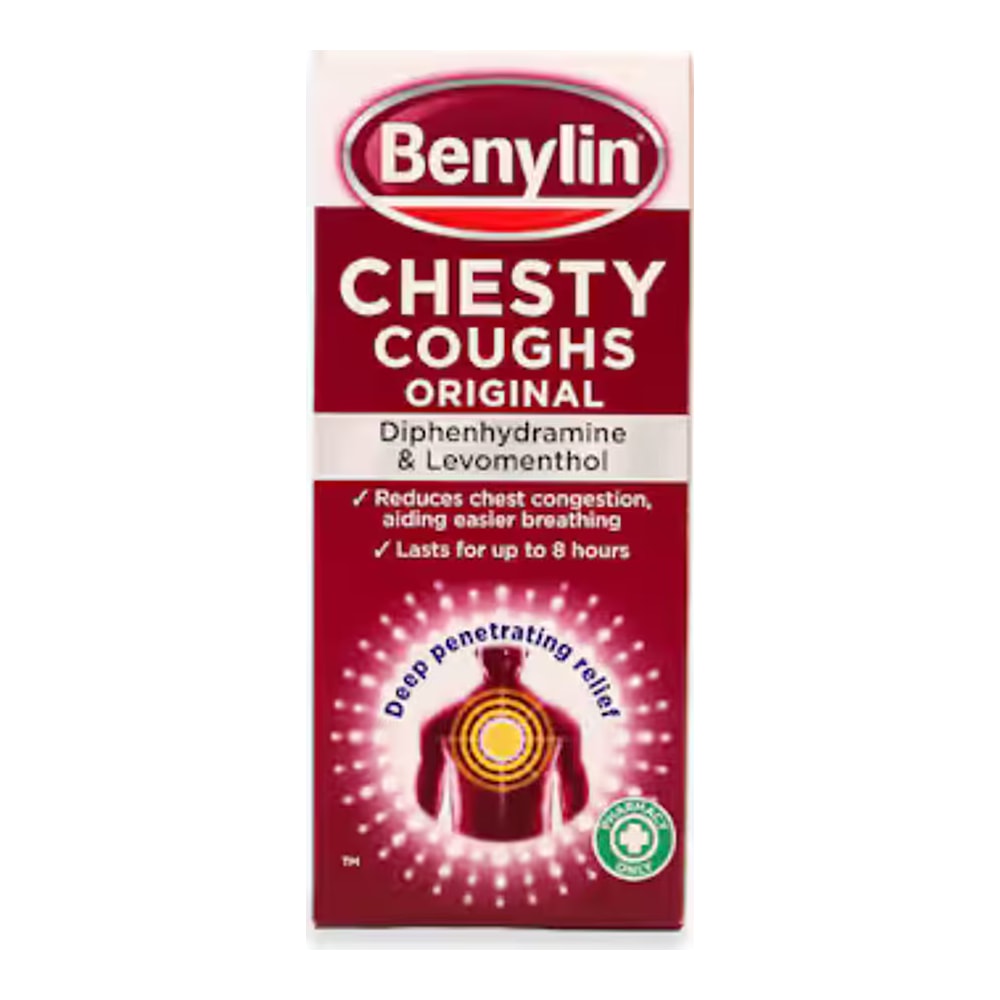 Benylin
CHESTY
COUGHS
ORIGINAL
Diphenhydramine
& Levomenthol
✓ Reduces chest congestion,
aiding easier breathing
✓ Lasts for up to 8 hours
Deep penetrating relief
PHARMACY
ONLY
™